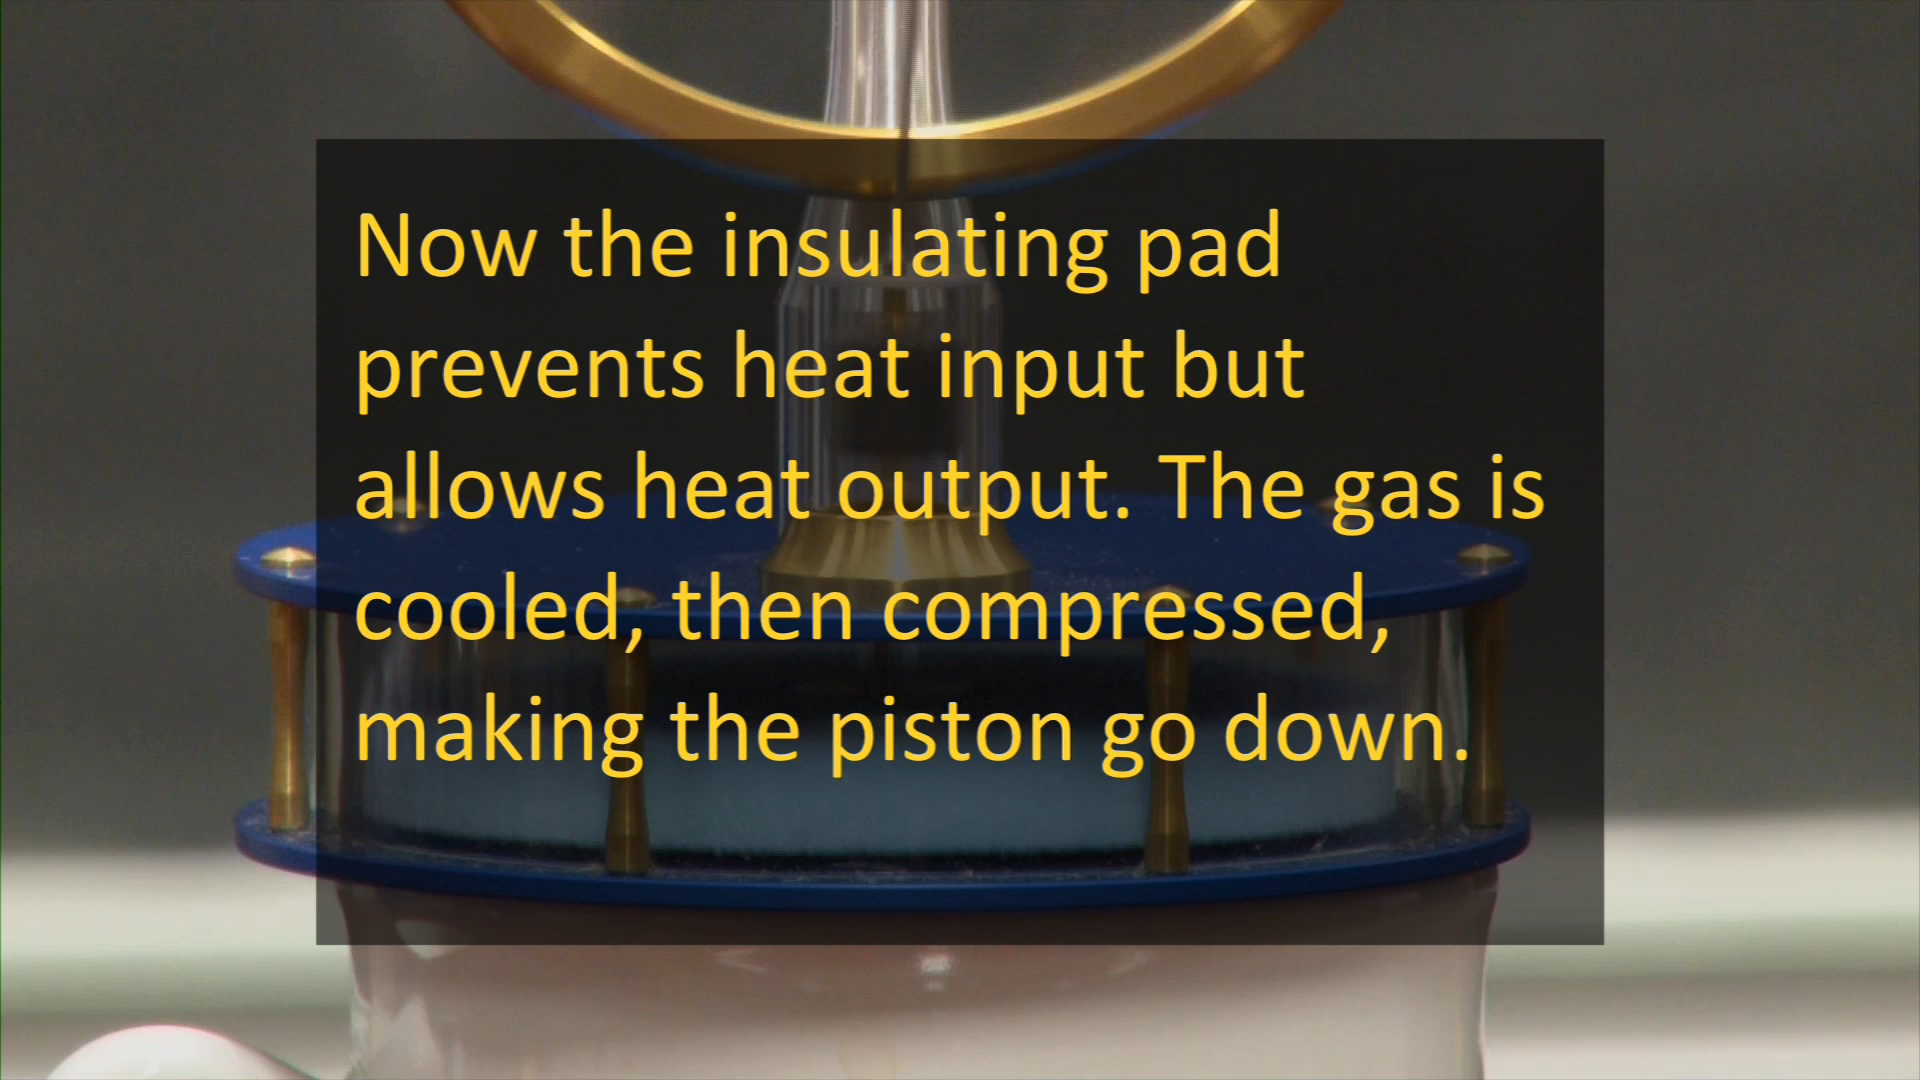 Now the insulating pad
prevents heat input but
allows heat output. The gas is
cooled, then compressed,
making the piston go down.